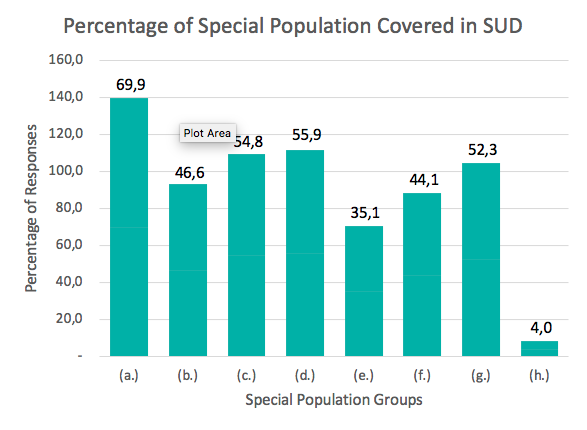 Percentage of Special Population Covered in SUD
Percentage of Responses
160,0
140,0
120,0
100,0
80,0
60,0
40,0
20,0
-
69,9
46,6
54,8
55,9
35,1
44,1
52,3
4,0
Plot Area
(a.)
(b.)
(c.)
(d.)
(e.)
(f.)
(g.)
(h.)
Special Population Groups